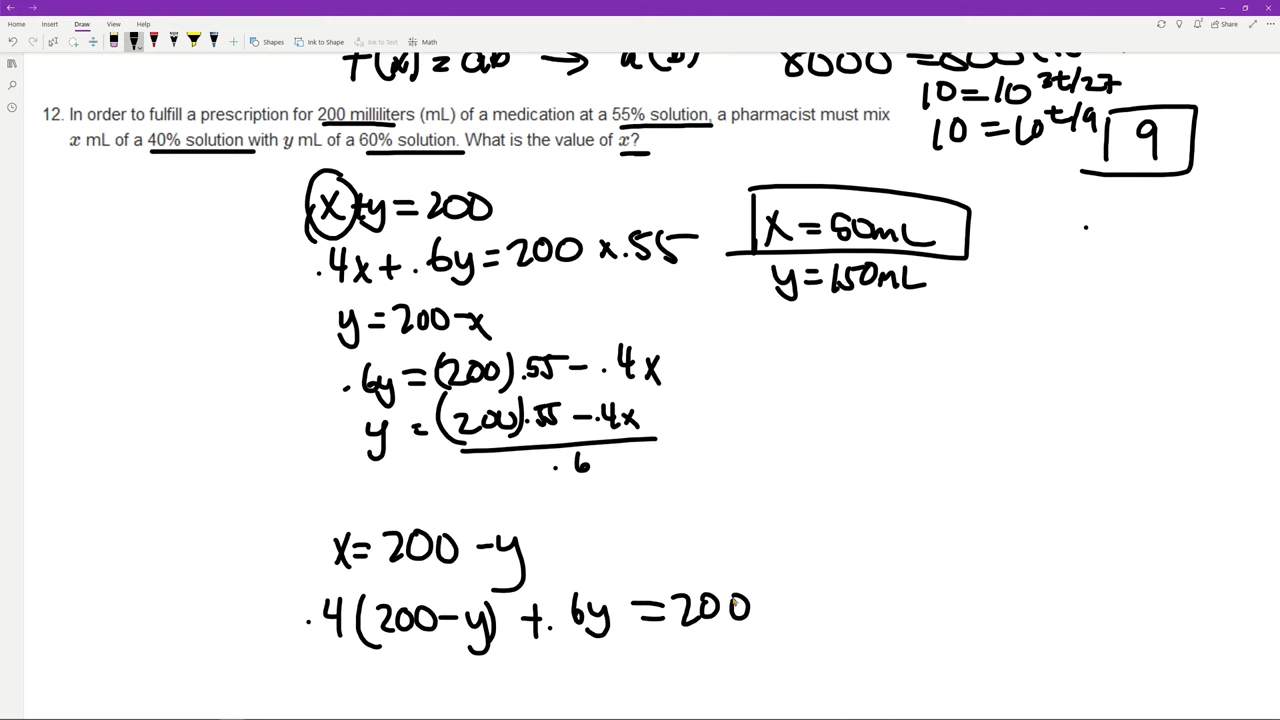 Home Insert Draw View Help Share
Shapes Ink to Shape Ink to Text Math
f(x) = ab → a(b)
10=10^3t/27
10=10^t/9 9
12. In order to fulfill a prescription for 200 milliliters (mL) of a medication at a 55% solution, a pharmacist must mix
x mL of a 40% solution with y mL of a 60% solution. What is the value of x?
x+y=200
.4x+.6y=200 x.55
x=50mL
y=150mL
y=200-x
.6y=(200).55-.4x
y=(200).55-.4x
.6
x=200-y
.4(200-y)+.6y=200